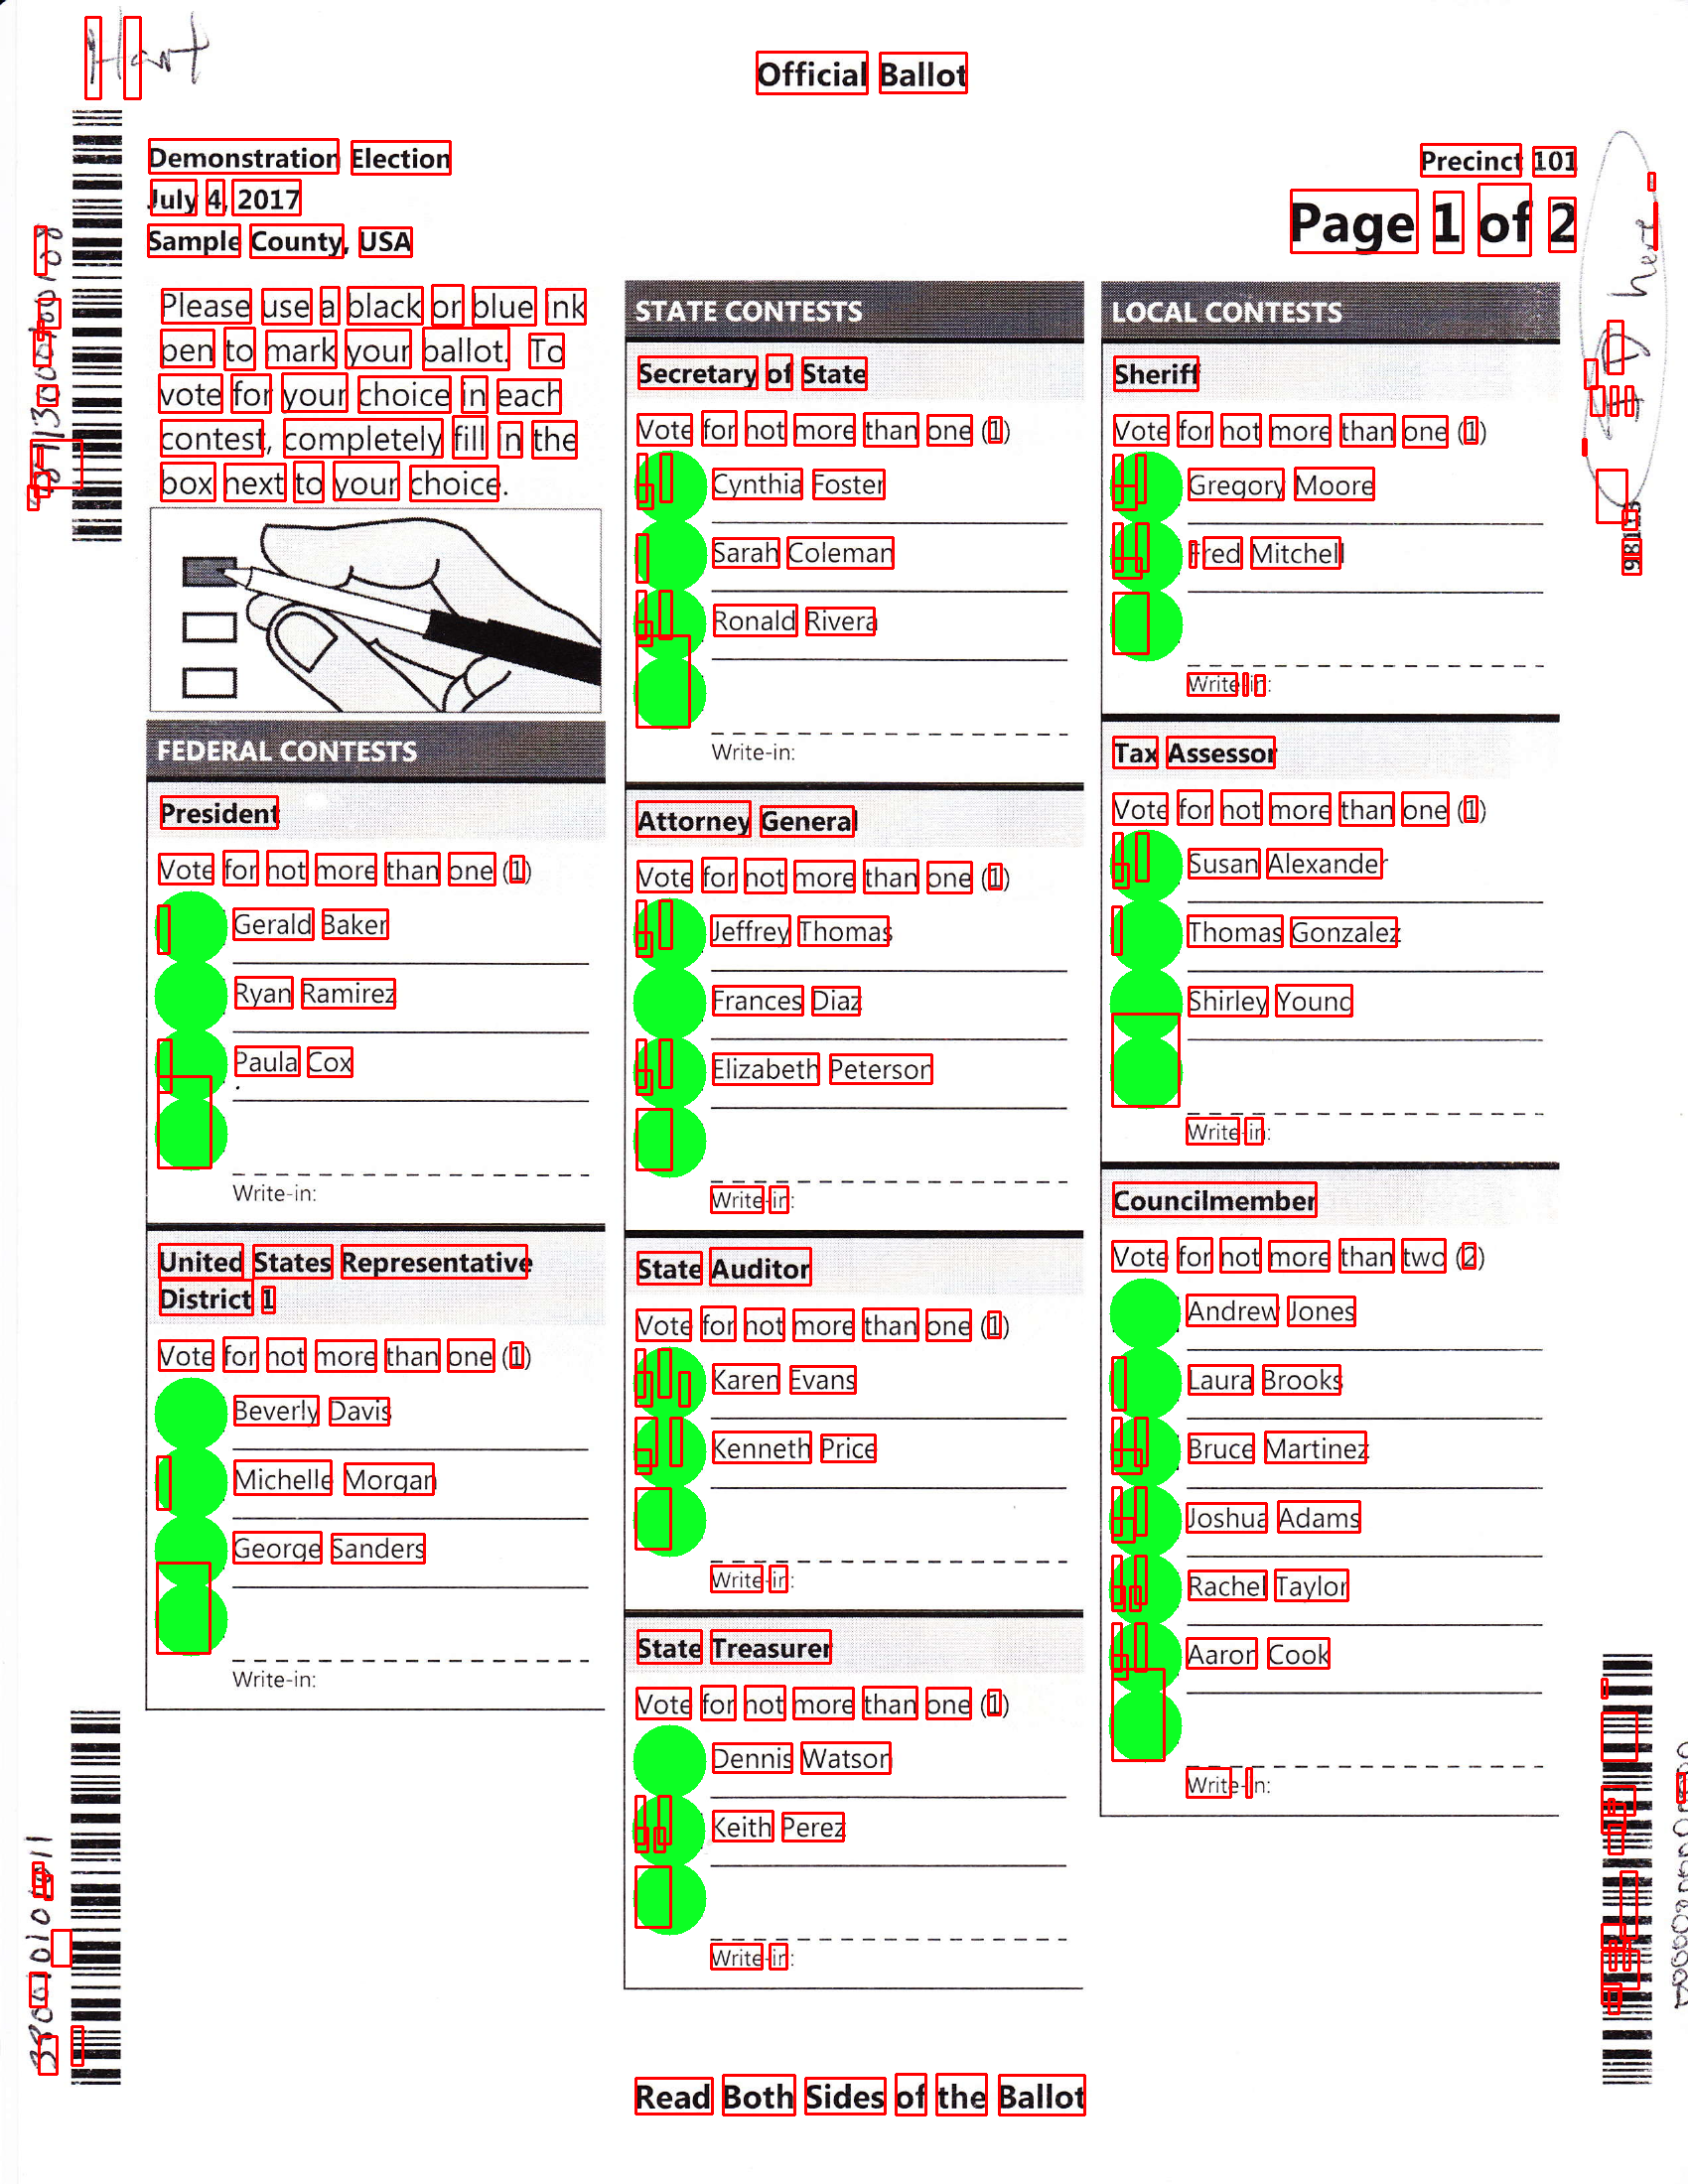 Hart
Official Ballot
Demonstration Election
July 4, 2017
Sample County, USA
Precinct 101
Page 1 of 2
Please use a black or blue ink
pen to mark your ballot. To
vote for your choice in each
contest, completely fill in the
box next to your choice.
FEDERAL CONTESTS
President
Vote for not more than one (1)
Gerald Baker
Ryan Ramirez
Paula Cox
Write-in:
United States Representative
District 1
Vote for not more than one (1)
Beverly Davis
Michelle Morgan
George Sanders
Write-in:
STATE CONTESTS
Secretary of State
Vote for not more than one (1)
Cynthia Foster
Sarah Coleman
Ronald Rivera
Write-in:
Attorney General
Vote for not more than one (1)
Jeffrey Thomas
Frances Diaz
Elizabeth Peterson
Write-in:
State Auditor
Vote for not more than one (1)
Karen Evans
Kenneth Price
Write-in:
State Treasurer
Vote for not more than one (1)
Dennis Watson
Keith Perez
Write-in:
LOCAL CONTESTS
Sheriff
Vote for not more than one (1)
Gregory Moore
Fred Mitchell
Write-in:
Tax Assessor
Vote for not more than one (1)
Susan Alexander
Thomas Gonzalez
Shirley Young
Write-in:
Councilmember
Vote for not more than two (2)
Andrew Jones
Laura Brooks
Bruce Martinez
Joshua Adams
Rachel Taylor
Aaron Cook
Write-in:
here
Read Both Sides of the Ballot